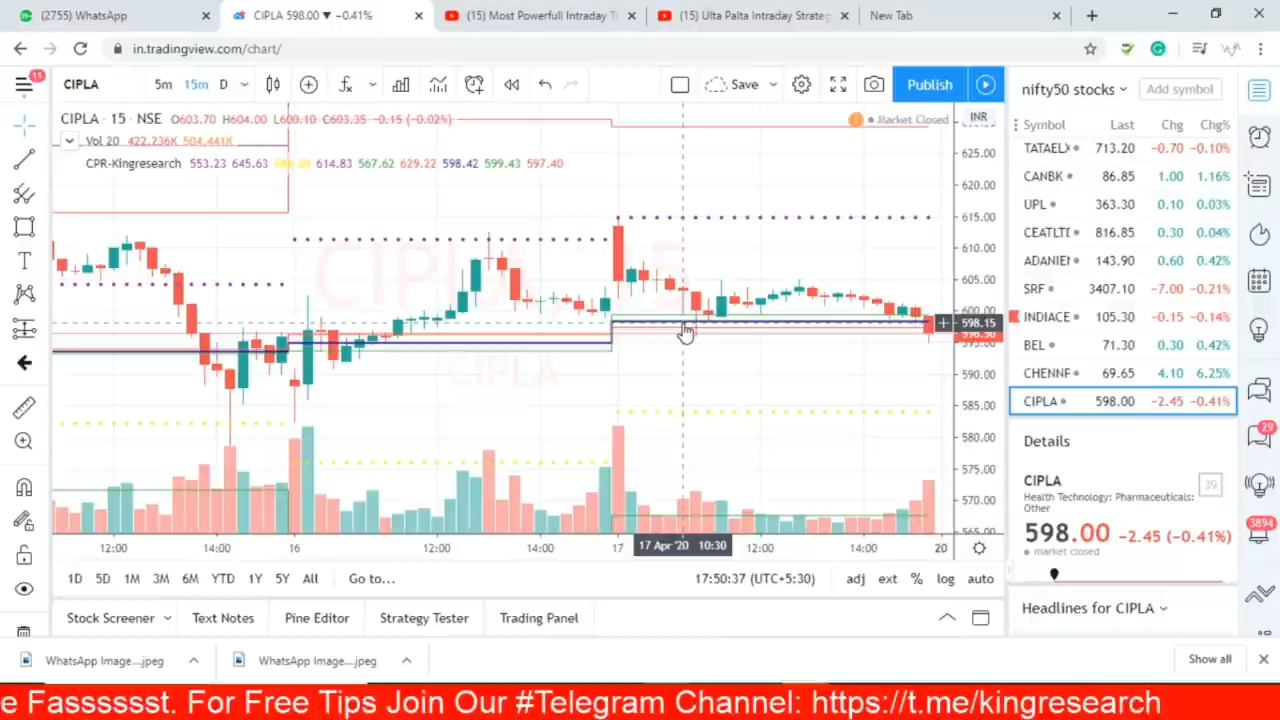 (2755) WhatsApp
CIPLA 598.00 ▼ −0.41%
(15) Most Powerfull Intraday T
(15) Ulta Palta Intraday Strateg
New Tab
in.tradingview.com/chart/
11
CIPLA
5m
15m
D
Save
Publish
nifty50 stocks
Add symbol
CIPLA · 15 · NSE O603.70 H604.00 L600.10 C603.35 −0.15 (−0.02%)
Market Closed
INR
Vol 20 422.236K 504.441K
CPR-Kingresearch 553.23 645.63 614.83 567.62 629.22 598.42 599.43 597.40
625.00
620.00
615.00
610.00
605.00
600.00
598.15
595.00
590.00
585.00
580.00
575.00
570.00
565.00
CIPLA
12:00
14:00
16
12:00
14:00
17
17 Apr '20 10:30
12:00
14:00
20
Symbol Last Chg Chg%
TATAELX 713.20 −0.70 −0.10%
CANBK 86.85 1.00 1.16%
UPL 363.30 0.10 0.03%
CEATLTD 816.85 0.30 0.04%
ADANIEN 143.90 0.60 0.42%
SRF 3407.10 −7.00 −0.21%
INDIACE 105.30 −0.15 −0.14%
BEL 71.30 0.30 0.42%
CHENNP 69.65 4.10 6.25%
CIPLA 598.00 −2.45 −0.41%
Details
CIPLA
39
Health Technology: Pharmaceuticals:
Other
598.00 −2.45 (−0.41%)
market closed
Headlines for CIPLA
29
3894
1D 5D 1M 3M 6M YTD 1Y 5Y All Go to...
17:50:37 (UTC+5:30) adj ext % log auto
Stock Screener Text Notes Pine Editor Strategy Tester Trading Panel
WhatsApp Image....jpeg
WhatsApp Image....jpeg
Show all
e Fasssssst. For Free Tips Join Our #Telegram Channel: https://t.me/kingresearch